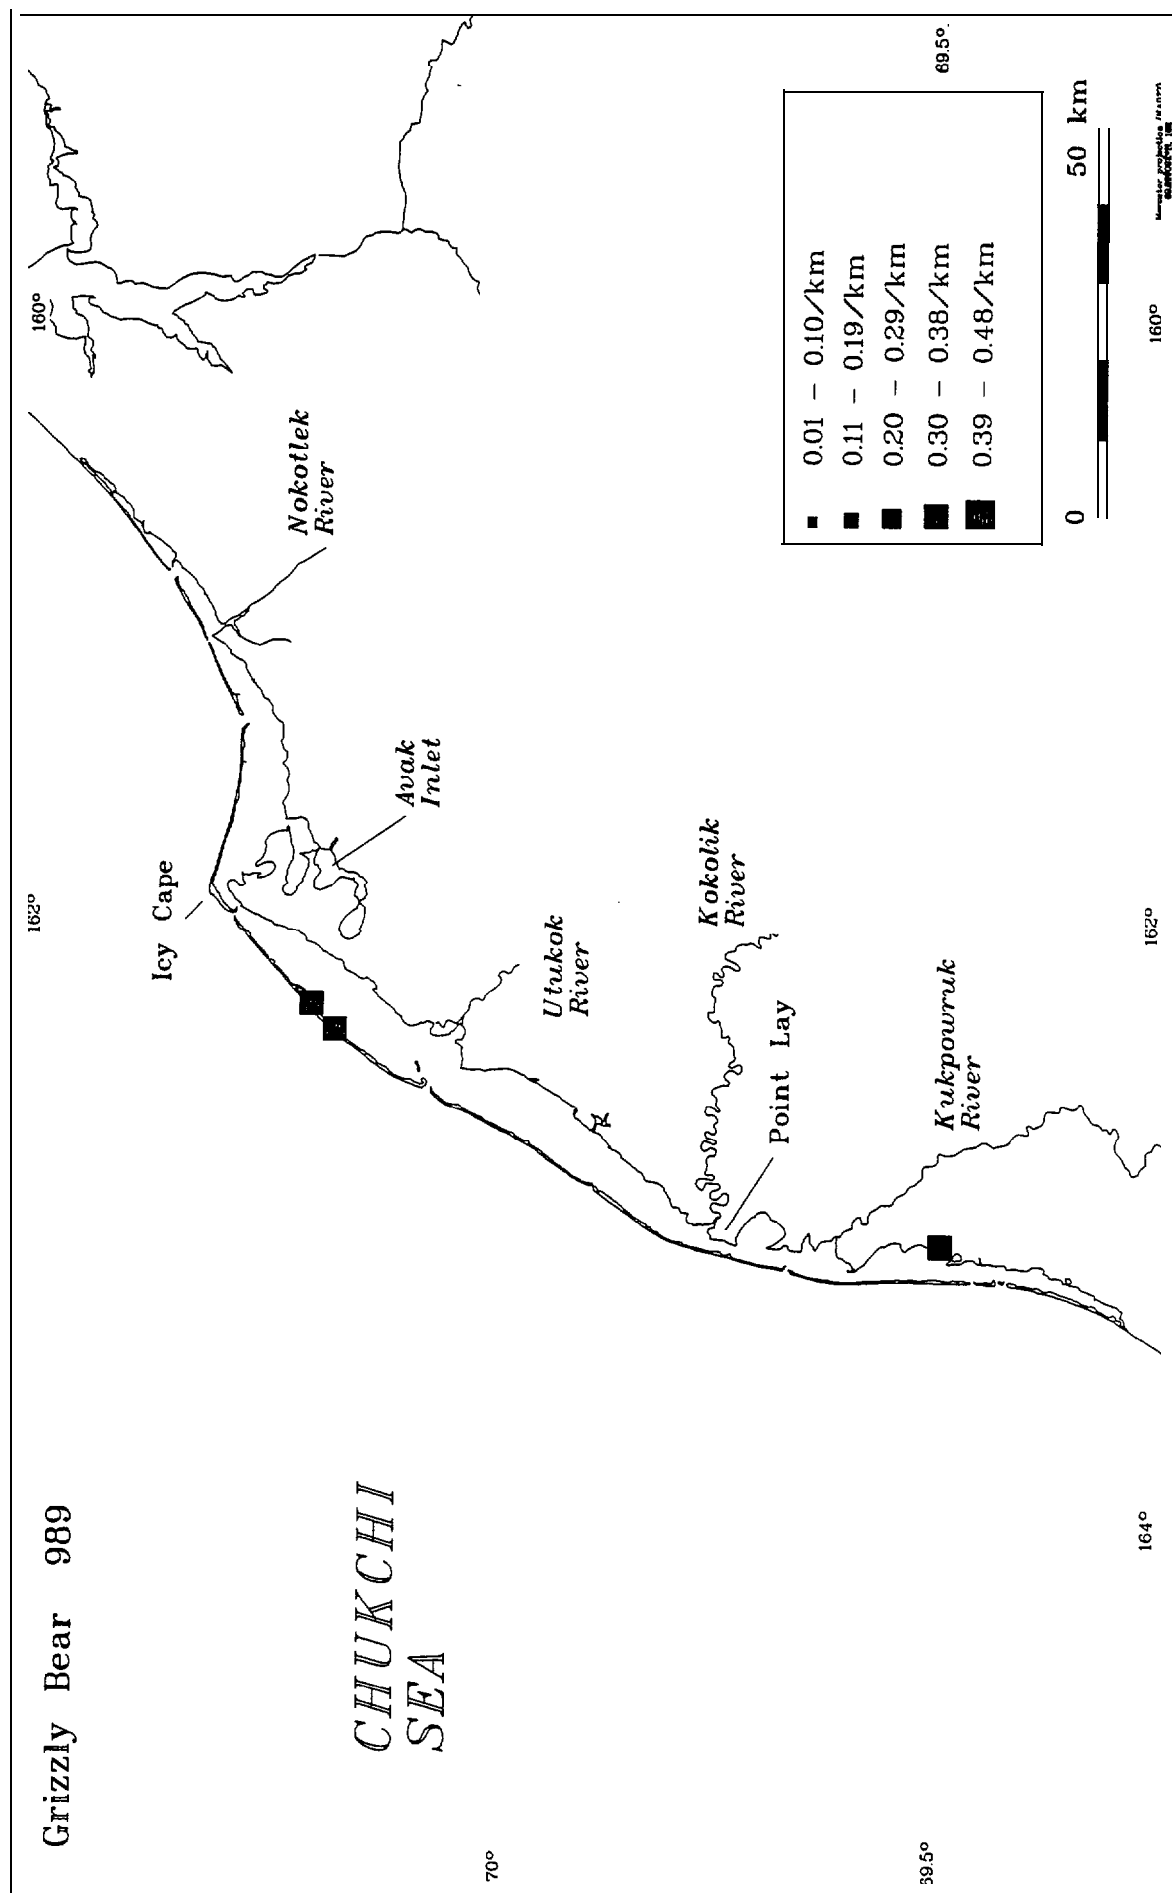 Grizzly Bear 989
162°
160°
Icy Cape
Nokotlek
River
Avak
Inlet
CHUKCHI
SEA
70°
Utukok
River
Kokolik
River
Point Lay
Kukpowruk
River
0.01 - 0.10/km
0.11 - 0.19/km
0.20 - 0.29/km
0.30 - 0.38/km
0.39 - 0.48/km
69.5°
69.5°
0
50 km
164°
162°
160°
Mercator projection